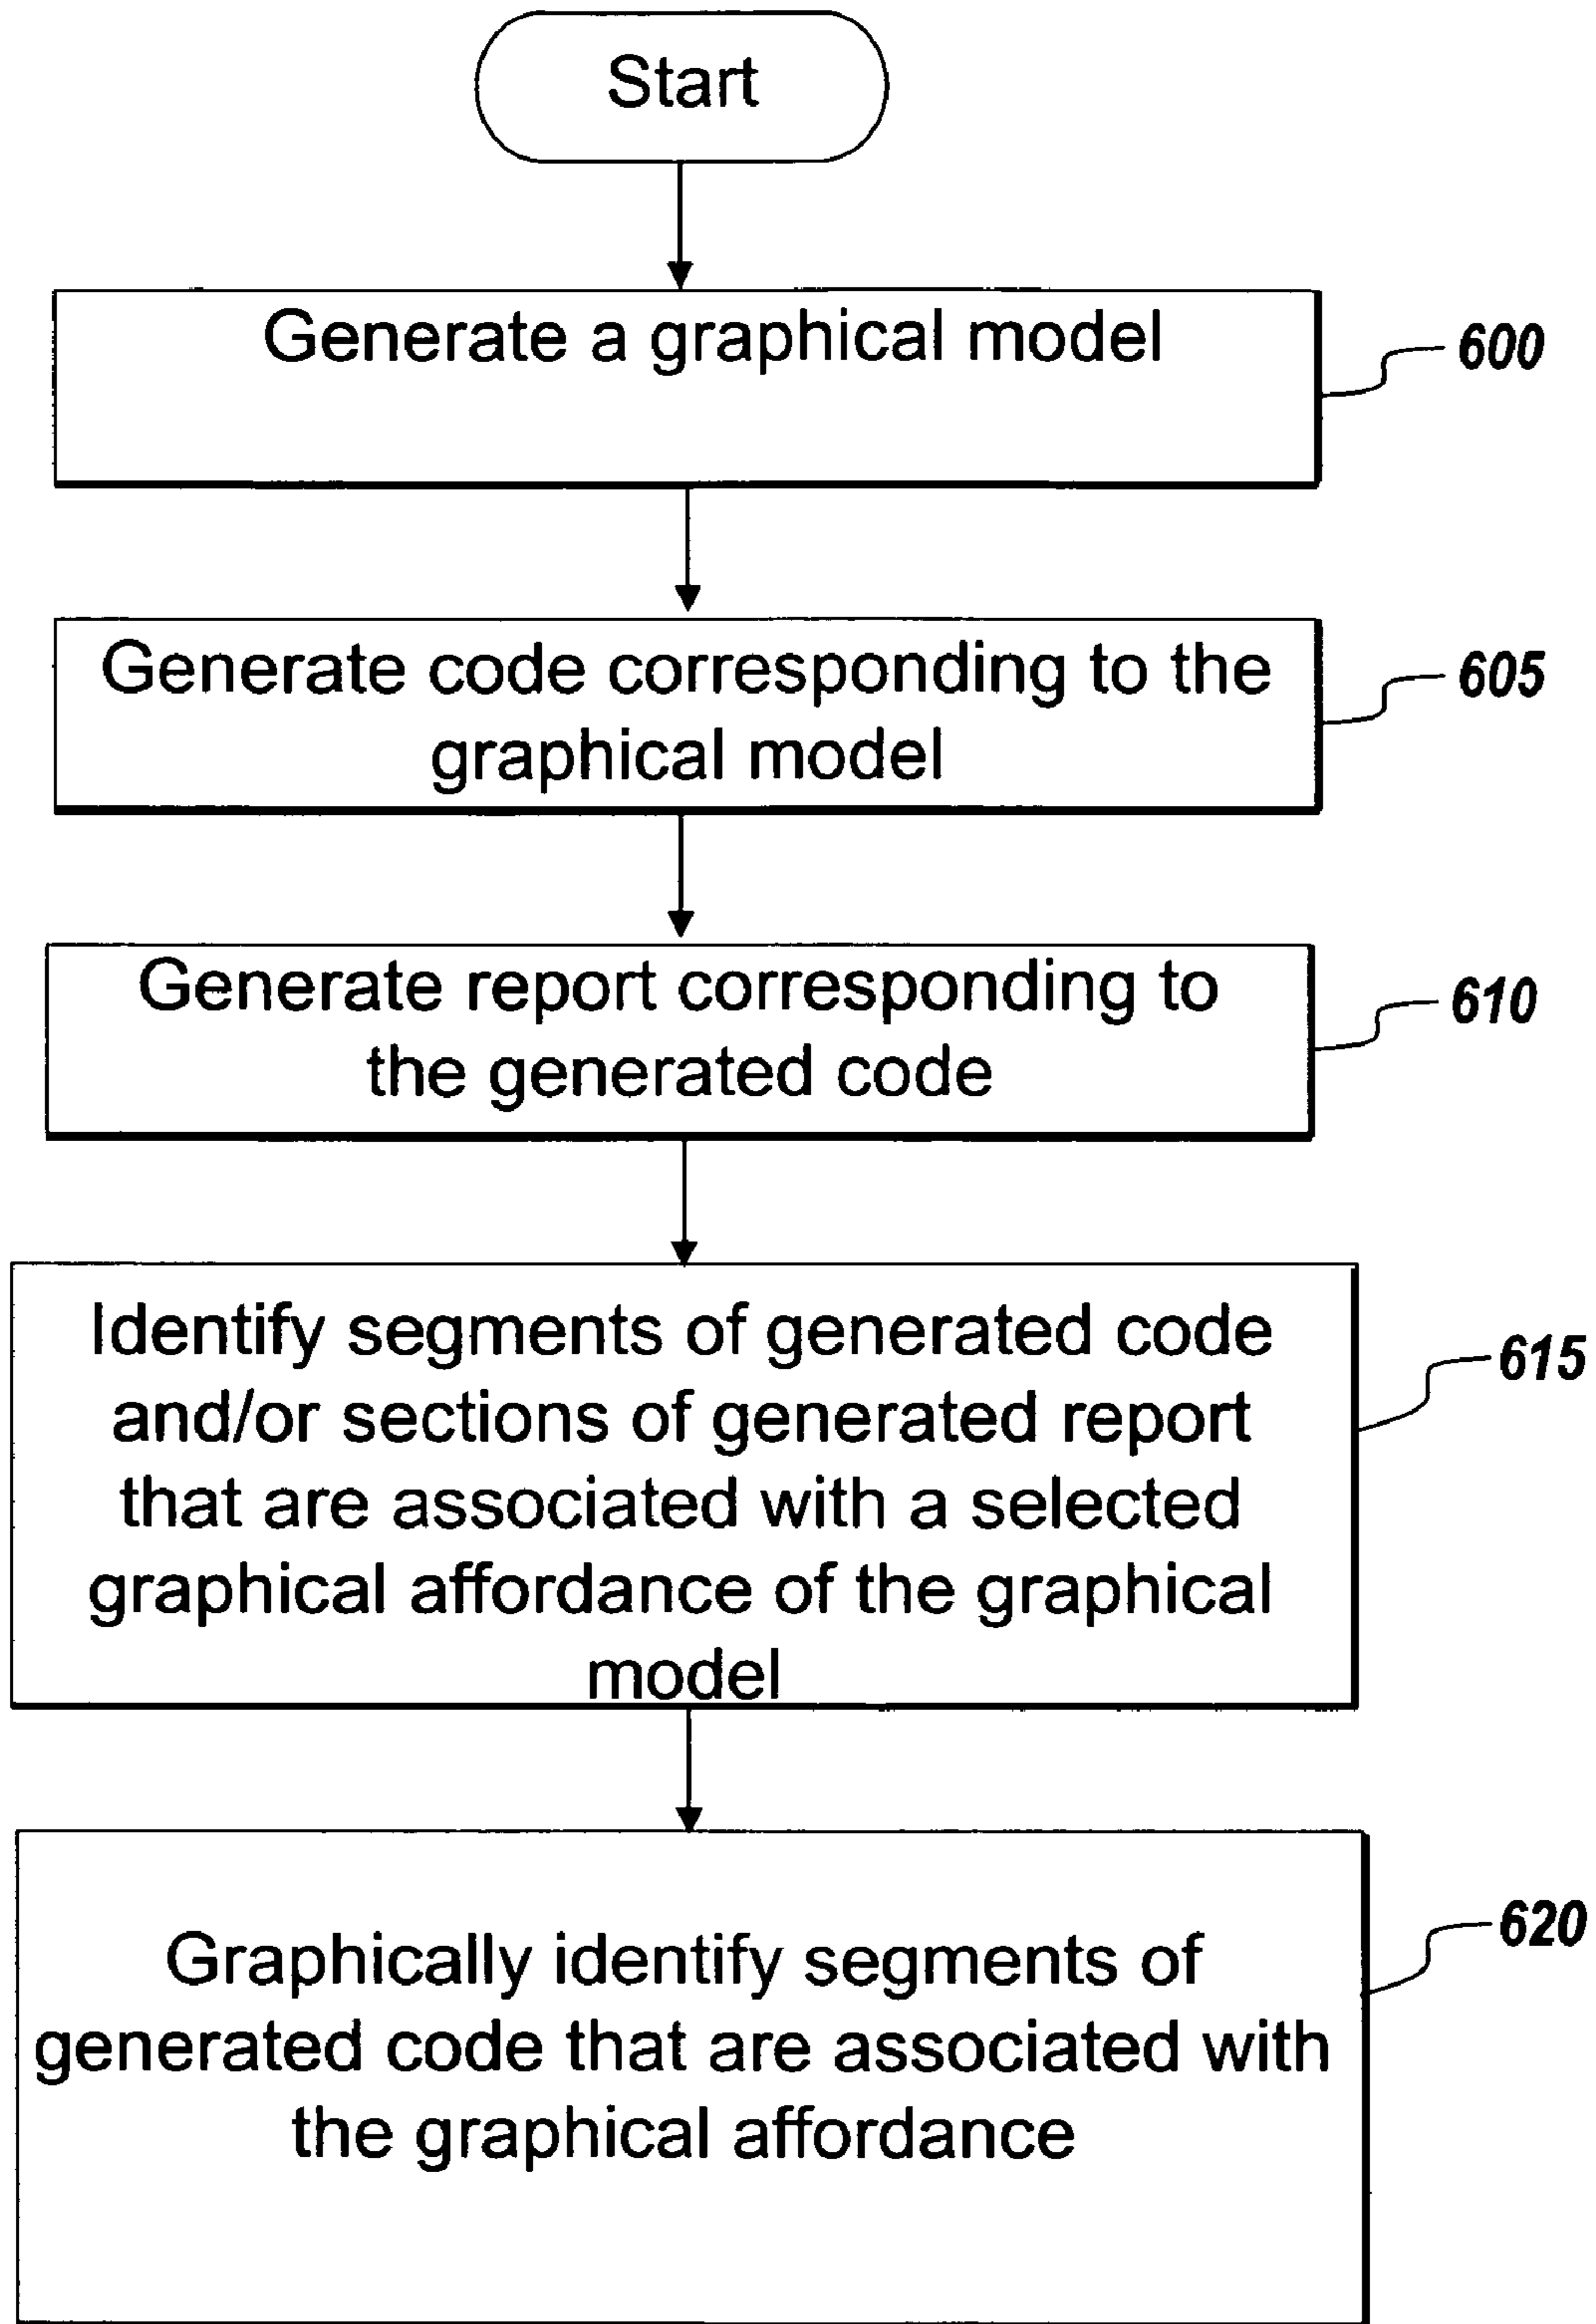 Start
Generate a graphical model
600
Generate code corresponding to the
graphical model
605
Generate report corresponding to
the generated code
610
Identify segments of generated code
and/or sections of generated report
that are associated with a selected
graphical affordance of the graphical
model
615
Graphically identify segments of
generated code that are associated with
the graphical affordance
620